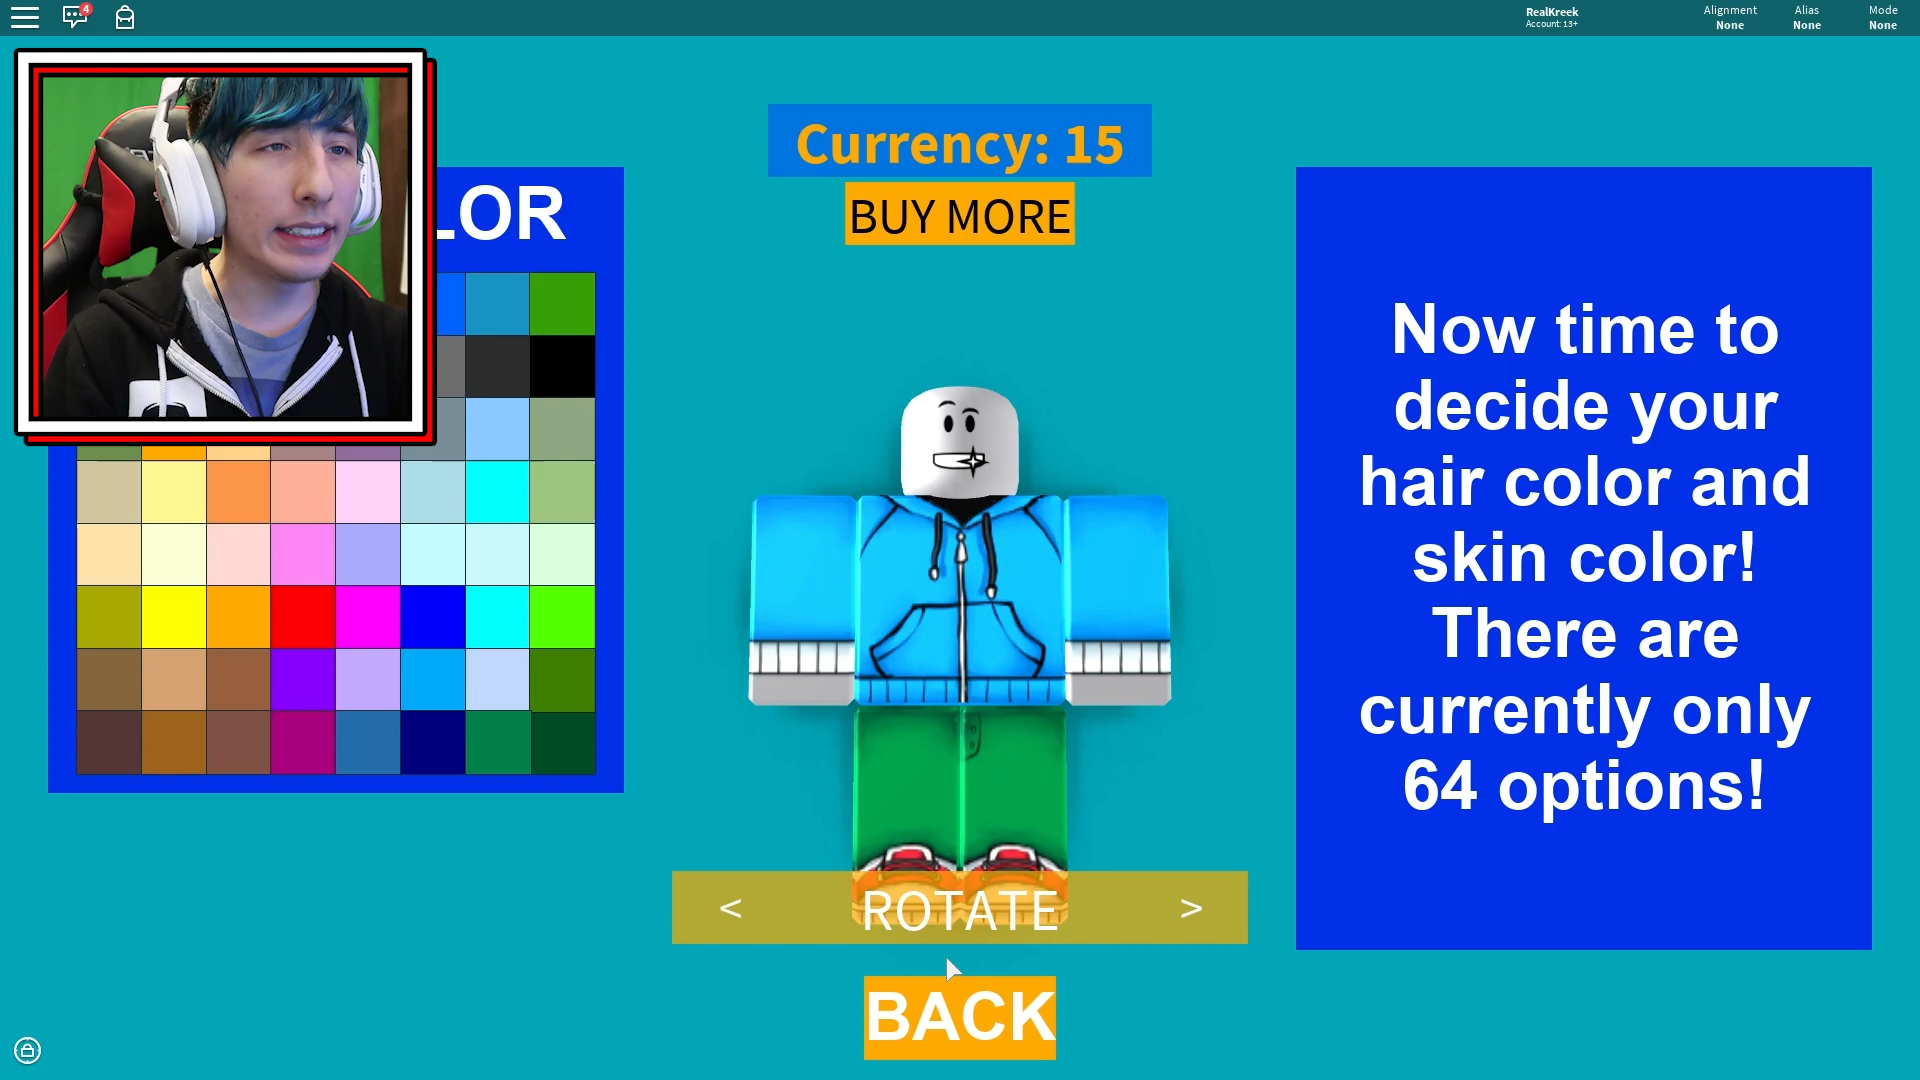 4
RealKreek
Account: 13+
Alignment
None
Alias
None
Mode
None
Currency: 15
BUY MORE
LOR
Now time to
decide your
hair color and
skin color!
There are
currently only
64 options!
< ROTATE >
BACK